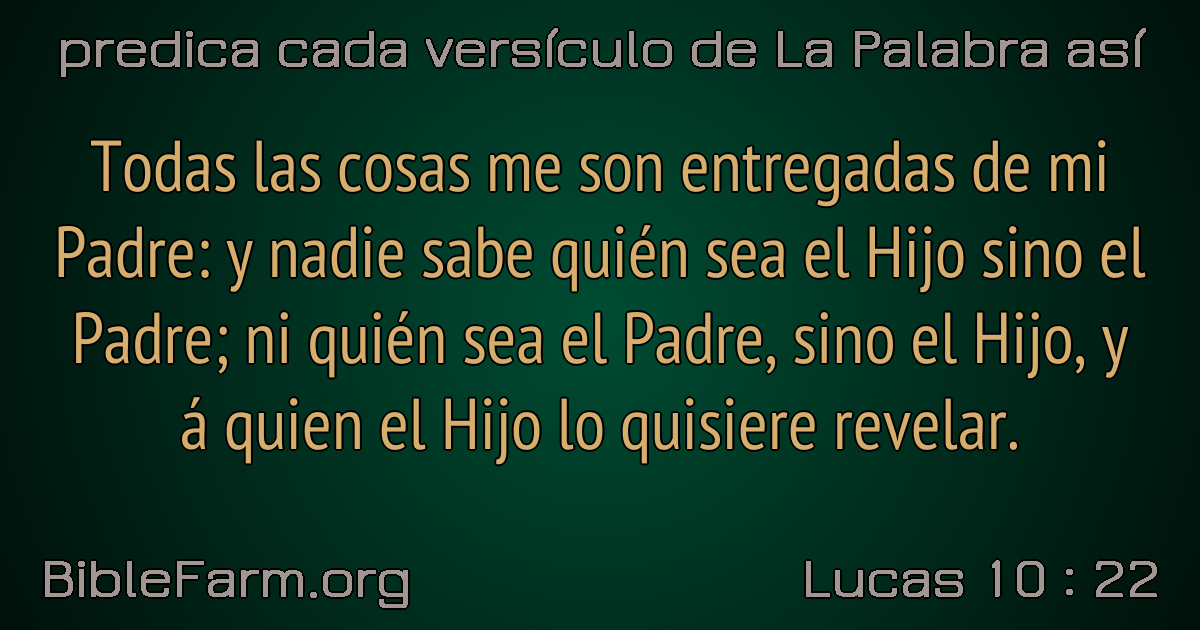 predica cada versículo de La Palabra así
Todas las cosas me son entregadas de mi
Padre: y nadie sabe quién sea el Hijo sino el
Padre; ni quién sea el Padre, sino el Hijo, y
á quien el Hijo lo quisiere revelar.
BibleFarm.org
Lucas 10 : 22